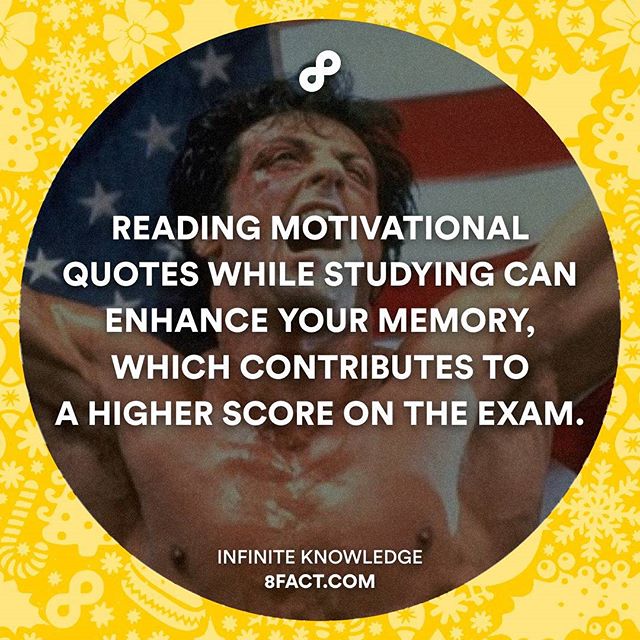 READING MOTIVATIONAL
QUOTES WHILE STUDYING CAN
ENHANCE YOUR MEMORY,
WHICH CONTRIBUTES TO
A HIGHER SCORE ON THE EXAM.
INFINITE KNOWLEDGE
8FACT.COM